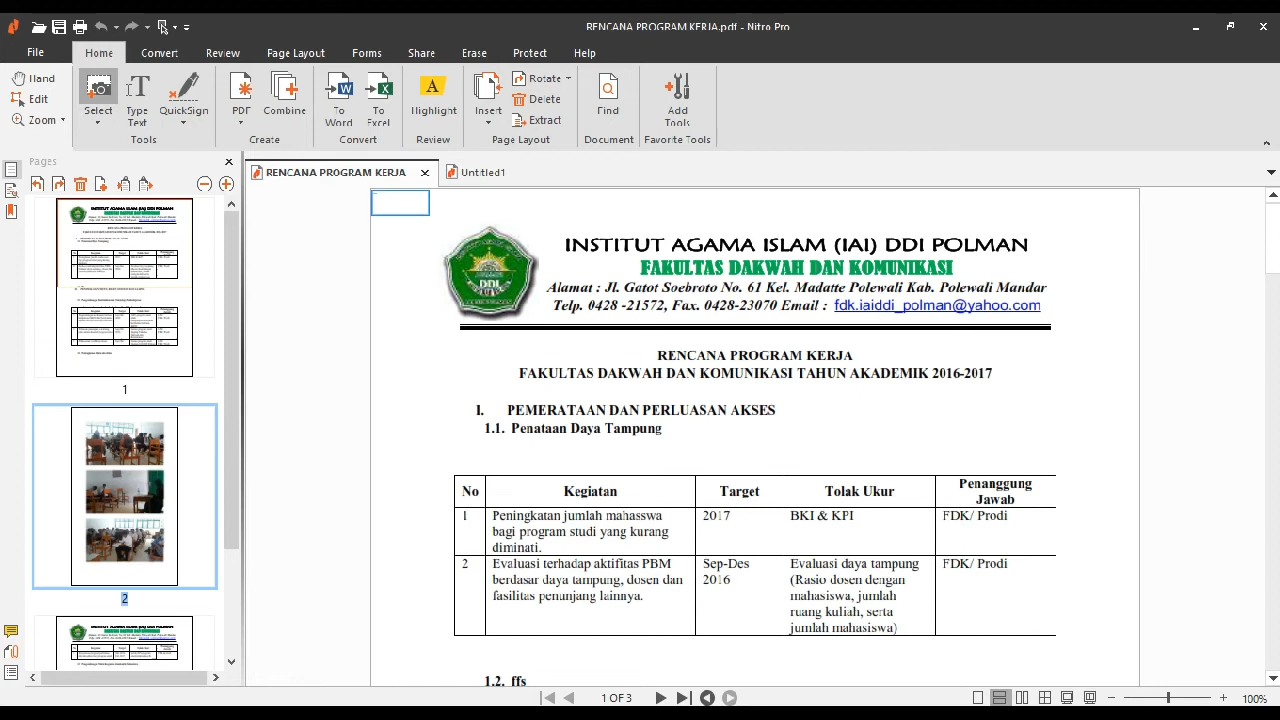 RENCANA PROGRAM KERJA.pdf - Nitro Pro
File Home Convert Review Page Layout Forms Share Erase Protect Help
Hand
Edit
Zoom
Select
Type Text
QuickSign
Tools
PDF
Combine
Create
To Word
To Excel
Convert
Highlight
Review
Insert
Rotate
Delete
Extract
Page Layout
Find
Document
Add Tools
Favorite Tools
Pages
1
2
RENCANA PROGRAM KERJA
Untitled1
INSTITUT AGAMA ISLAM (IAI) DDI POLMAN
FAKULTAS DAKWAH DAN KOMUNIKASI
Alamat : Jl. Gatot Soebroto No. 61 Kel. Madatte Polewali Kab. Polewali Mandar
Telp. 0428 -21572, Fax. 0428-23070 Email : fdk.iaiddi_polman@yahoo.com
DDI
RENCANA PROGRAM KERJA
FAKULTAS DAKWAH DAN KOMUNIKASI TAHUN AKADEMIK 2016-2017
I. PEMERATAAN DAN PERLUASAN AKSES
1.1. Penataan Daya Tampung
No Kegiatan Target Tolak Ukur Penanggung Jawab
1 Peningkatan jumlah mahasswa 2017 BKI & KPI FDK/ Prodi
bagi program studi yang kurang
diminati.
2 Evaluasi terhadap aktifitas PBM Sep-Des Evaluasi daya tampung FDK/ Prodi
berdasar daya tampung, dosen dan 2016 (Rasio dosen dengan
fasilitas penunjang lainnya. mahasiswa, jumlah
ruang kuliah, serta
jumlah mahasiswa)
1.2. ffs
1 OF 3
100%